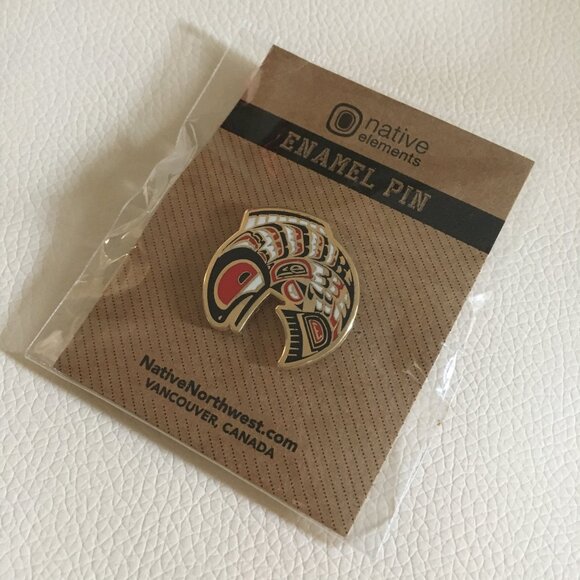 native
elements
ENAMEL PIN
NativeNorthwest.com
VANCOUVER, CANADA